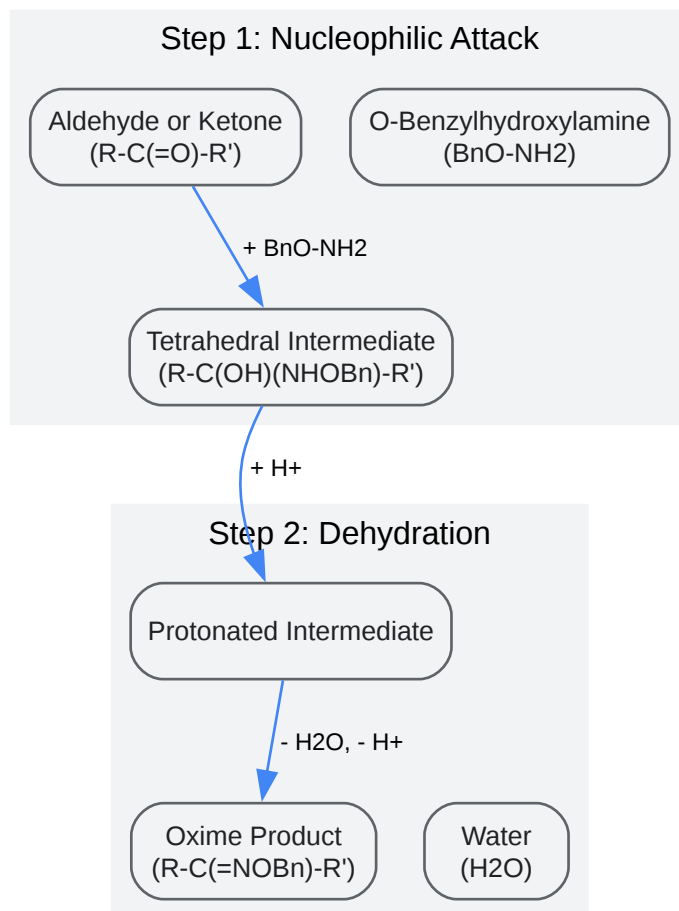 Step 1: Nucleophilic Attack
Aldehyde or Ketone
(R-C(=O)-R')
O-Benzylhydroxylamine
(BnO-NH2)
+ BnO-NH2
Tetrahedral Intermediate
(R-C(OH)(NHOBn)-R')
+ H+
Step 2: Dehydration
Protonated Intermediate
- H2O, - H+
Oxime Product
(R-C(=NOBn)-R')
Water
(H2O)